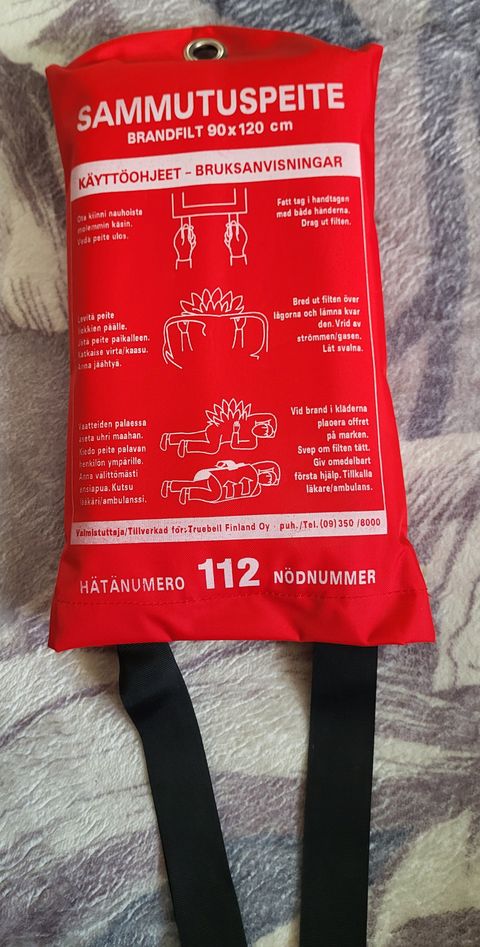 SAMMUTUSPEITE
BRANDFILT 90 x 120 cm
KÄYTTÖOHJEET – BRUKSANVISNINGAR
Ota kiinni nauhoista
molemmin käsin.
Vedä peite ulos.
Fatt tag i handtagen
med både händerna.
Drag ut filten.
Levitä peite
liekkien päälle.
Jätä peite paikalleen.
Katkaise virta/kaasu.
Anna jäähtyä.
Bred ut filten över
lågorna och lämna kvar
den. Vrid av
strömmen/gasen.
Låt svalna.
Vaatteiden palaessa
aseta uhri maahan.
Kiedo peite palavan
henkilön ympärille.
Anna välittömästi
ensiapua. Kutsu
lääkäri/ambulanssi.
Vid brand i kläderna
placera offret
på marken.
Svep om filten tätt.
Giv omedelbart
första hjälp. Tillkalla
läkare/ambulans.
Valmistuttaja/Tillverkad för: Truebell Finland Oy · puh./Tel. (09) 350 /8000
HÄTÄNUMERO 112 NÖDNUMMER